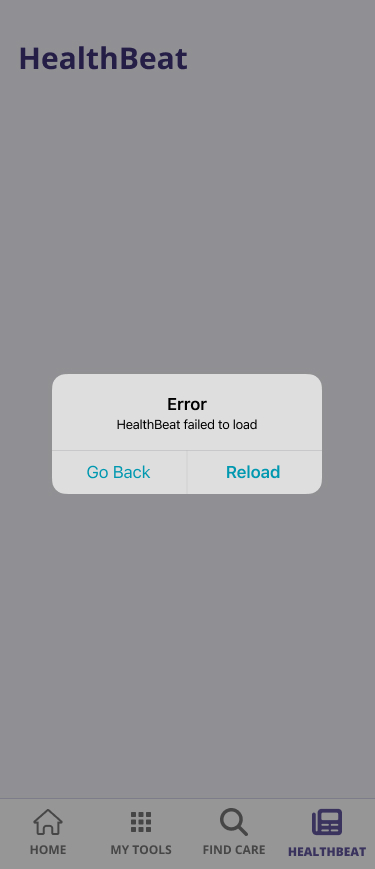 HealthBeat
Error
HealthBeat failed to load
Go Back
Reload
HOME
MY TOOLS
FIND CARE
HEALTHBEAT